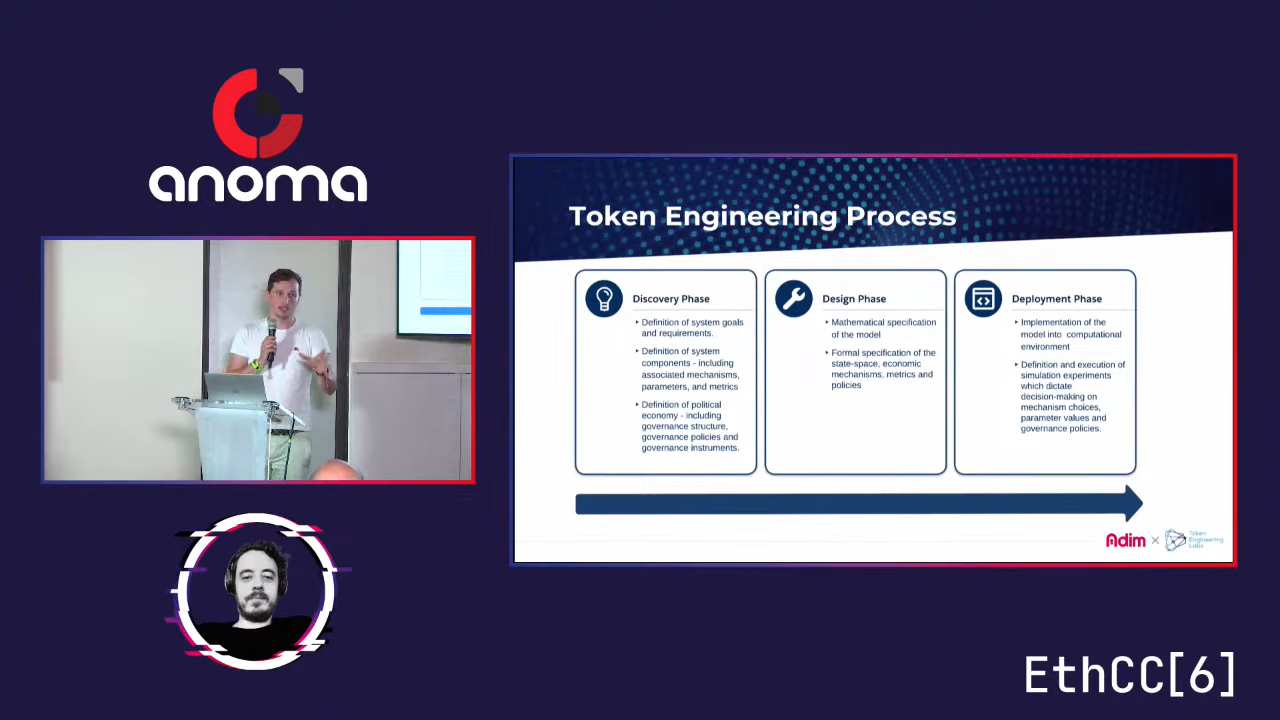 anoma
Token Engineering Process
Discovery Phase
Definition of system goals
and requirements.
Definition of system
components - including
associated mechanisms,
parameters, and metrics
Definition of political
economy - including
governance structure,
governance policies and
governance instruments.
Design Phase
Mathematical specification
of the model
Formal specification of the
state-space, economic
mechanisms, metrics and
policies
Deployment Phase
Implementation of the
model into computational
environment
Definition and execution of
simulation experiments
which dictate
decision-making on
mechanism choices,
parameter values and
governance policies.
Adim × Token
Engineering
Labs
EthCC[6]